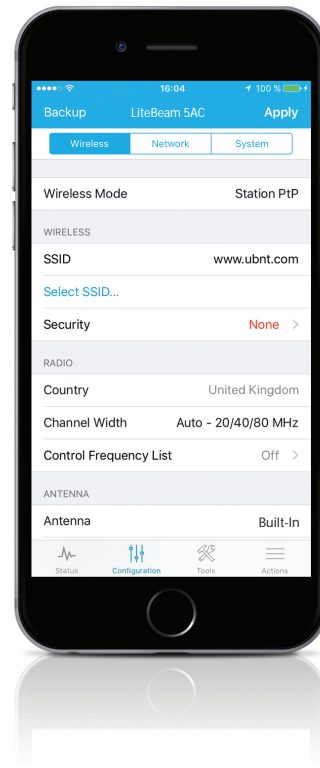 16:04 100 %
Backup LiteBeam 5AC Apply
Wireless Network System
Wireless Mode Station PtP
WIRELESS
SSID www.ubnt.com
Select SSID...
Security None
RADIO
Country United Kingdom
Channel Width Auto - 20/40/80 MHz
Control Frequency List Off
ANTENNA
Antenna Built-In
Status Configuration Tools Actions